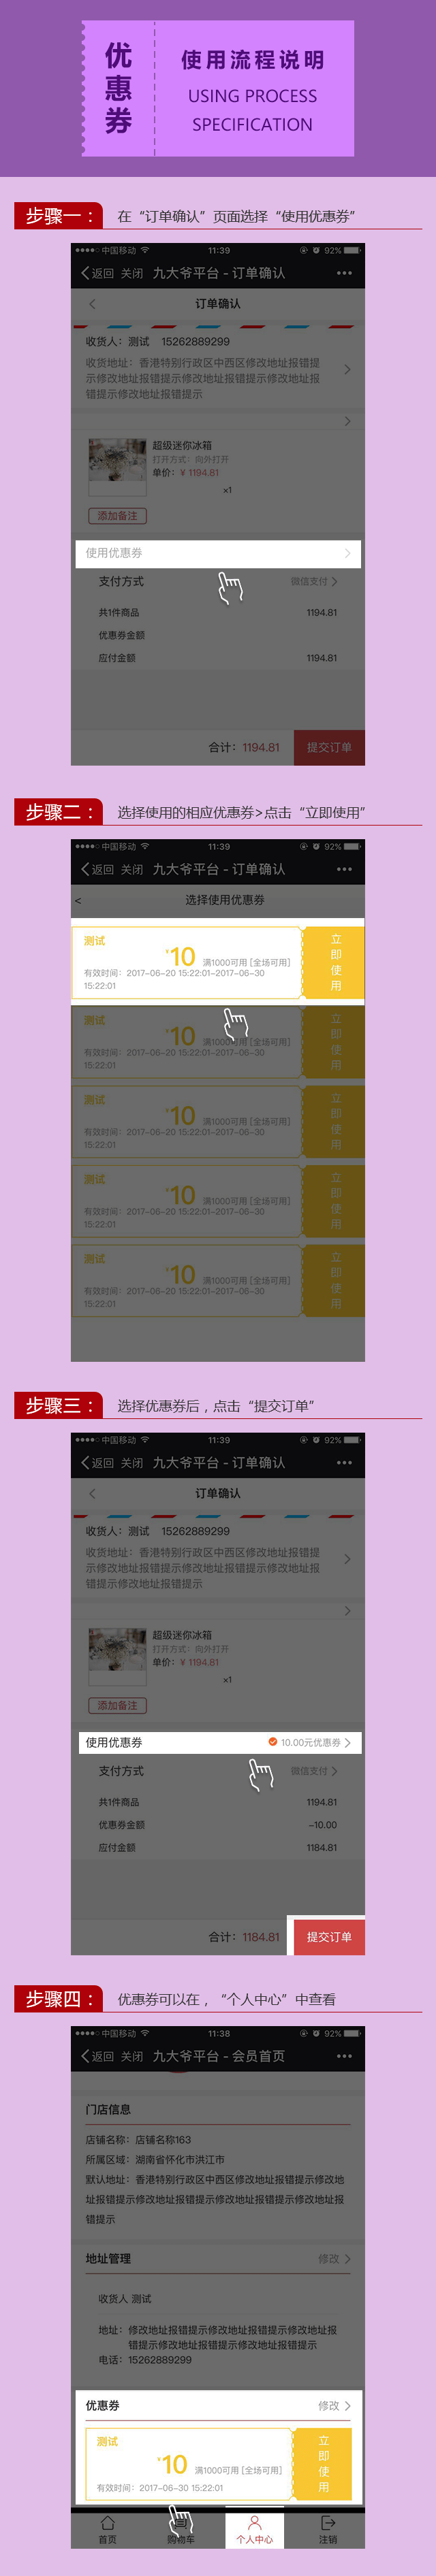 优惠券
使用流程说明
USING PROCESS
SPECIFICATION
步骤一：
在“订单确认”页面选择“使用优惠券”
中国移动 11:39 92%
返回 关闭 九大爷平台 - 订单确认
订单确认
收货人：测试 15262889299
收货地址：香港特别行政区中西区修改地址报错提
示修改地址报错提示修改地址报错提示修改地址报
错提示修改地址报错提示
超级迷你冰箱
打开方式：向外打开
单价：¥ 1194.81
×1
添加备注
使用优惠券
支付方式 微信支付
共1件商品 1194.81
优惠券金额
应付金额 1194.81
合计：1194.81 提交订单
步骤二：
选择使用的相应优惠券>点击“立即使用”
中国移动 11:39 92%
返回 关闭 九大爷平台 - 订单确认
< 选择使用优惠券
测试
¥10 满1000可用 [全场可用]
有效时间：2017-06-20 15:22:01-2017-06-30
15:22:01
立即使用
测试
¥10 满1000可用 [全场可用]
有效时间：2017-06-20 15:22:01-2017-06-30
15:22:01
立即使用
测试
¥10 满1000可用 [全场可用]
有效时间：2017-06-20 15:22:01-2017-06-30
15:22:01
立即使用
测试
¥10 满1000可用 [全场可用]
有效时间：2017-06-20 15:22:01-2017-06-30
15:22:01
立即使用
测试
¥10 满1000可用 [全场可用]
有效时间：2017-06-20 15:22:01-2017-06-30
15:22:01
立即使用
步骤三：
选择优惠券后，点击“提交订单”
中国移动 11:39 92%
返回 关闭 九大爷平台 - 订单确认
订单确认
收货人：测试 15262889299
收货地址：香港特别行政区中西区修改地址报错提
示修改地址报错提示修改地址报错提示修改地址报
错提示修改地址报错提示
超级迷你冰箱
打开方式：向外打开
单价：¥ 1194.81
×1
添加备注
使用优惠券 10.00元优惠券
支付方式 微信支付
共1件商品 1194.81
优惠券金额 -10.00
应付金额 1184.81
合计：1184.81 提交订单
步骤四：
优惠券可以在，“个人中心”中查看
中国移动 11:38 92%
返回 关闭 九大爷平台 - 会员首页
门店信息
店铺名称：店铺名称163
所属区域：湖南省怀化市洪江市
默认地址：香港特别行政区中西区修改地址报错提示修改地
址报错提示修改地址报错提示修改地址报错提示修改地址报
错提示
地址管理 修改
收货人 测试
地址：修改地址报错提示修改地址报错提示修改地址报
错提示修改地址报错提示修改地址报错提示
电话：15262889299
优惠券 修改
测试
¥10 满1000可用 [全场可用]
有效时间：2017-06-30 15:22:01
立即使用
首页 购物车 个人中心 注销